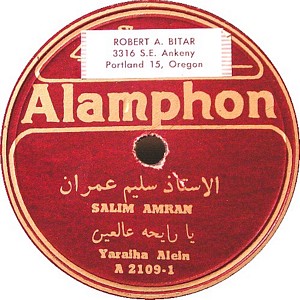 ROBERT A. BITAR
3316 S.E. Ankeny
Portland 15, Oregon
Alamphon
الاستاذ سليم عمران
SALIM AMRAN
يا رايحه عالعين
Yaraiha Alein
A 2109-1